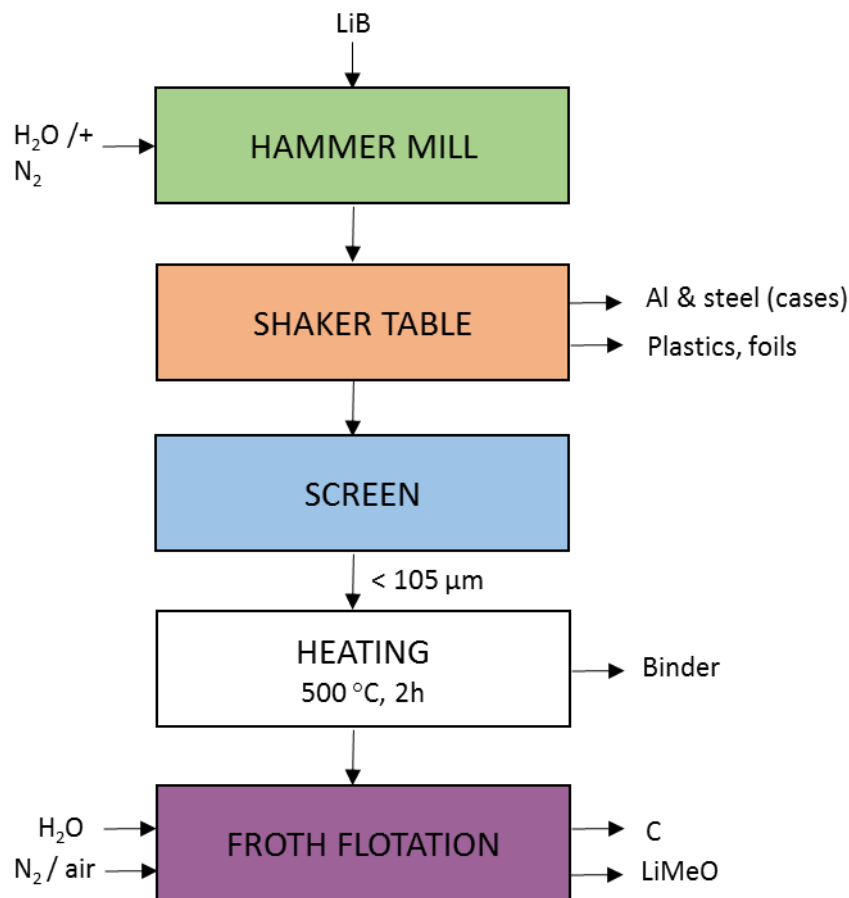 LiB
H₂O /+
N₂
HAMMER MILL
SHAKER TABLE
Al & steel (cases)
Plastics, foils
SCREEN
< 105 µm
HEATING
500 °C, 2h
Binder
H₂O
N₂ / air
FROTH FLOTATION
C
LiMeO